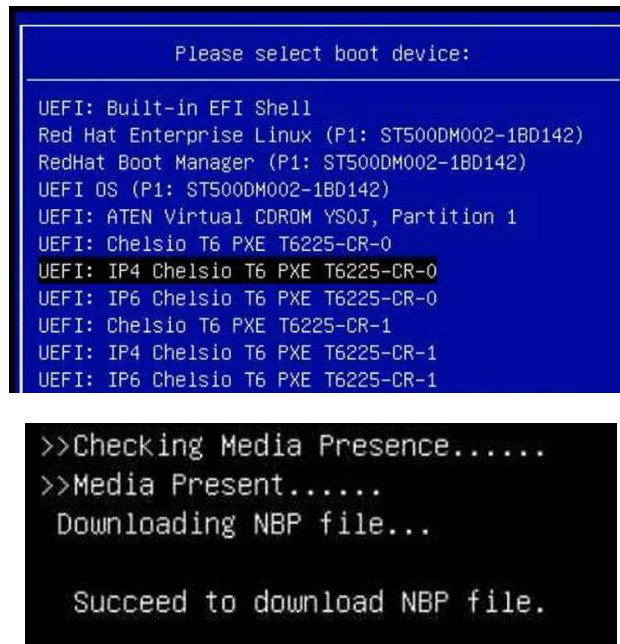 Please select boot device:
UEFI: Built-in EFI Shell
Red Hat Enterprise Linux (P1: ST500DM002-1BD142)
RedHat Boot Manager (P1: ST500DM002-1BD142)
UEFI OS (P1: ST500DM002-1BD142)
UEFI: ATEN Virtual CDROM YS0J, Partition 1
UEFI: Chelsio T6 PXE T6225-CR-0
UEFI: IP4 Chelsio T6 PXE T6225-CR-0
UEFI: IP6 Chelsio T6 PXE T6225-CR-0
UEFI: Chelsio T6 PXE T6225-CR-1
UEFI: IP4 Chelsio T6 PXE T6225-CR-1
UEFI: IP6 Chelsio T6 PXE T6225-CR-1
>>Checking Media Presence......
>>Media Present......
Downloading NBP file...
Succeed to download NBP file.